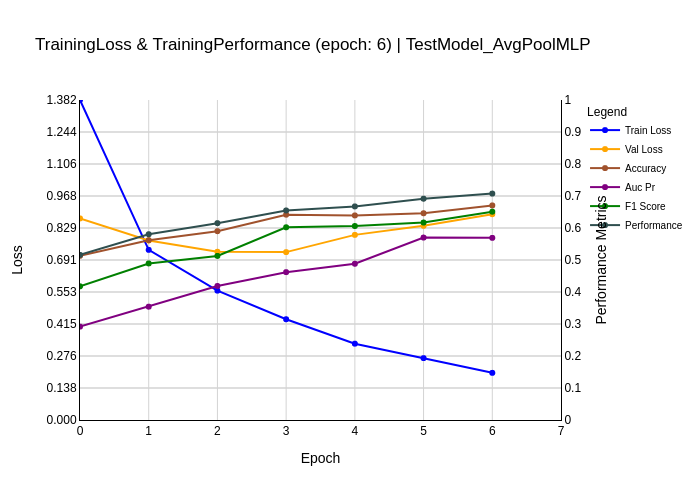 TrainingLoss & TrainingPerformance (epoch: 6) | TestModel_AvgPoolMLP
1.382
1.244
1.106
0.968
0.829
0.691
0.553
0.415
0.276
0.138
0.000
Loss
0 1 2 3 4 5 6 7
Epoch
1
0.9
0.8
0.7
0.6
0.5
0.4
0.3
0.2
0.1
0
Performance Metrics
Legend
Train Loss
Val Loss
Accuracy
Auc Pr
F1 Score
Performance